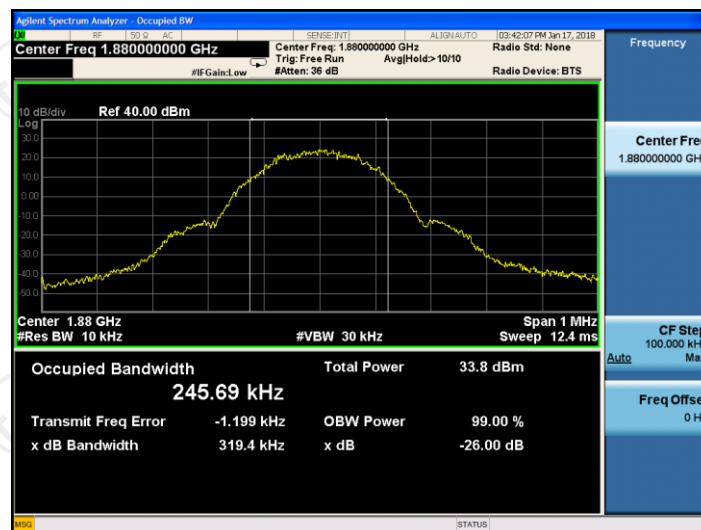 Agilent Spectrum Analyzer - Occupied BW
RF 50 Ω AC SENSE:INT ALIGN AUTO 03:42:07 PM Jan 17, 2018
Center Freq 1.880000000 GHz
Center Freq: 1.880000000 GHz Radio Std: None
Trig: Free Run Avg|Hold:> 10/10
#IFGain:Low #Atten: 36 dB Radio Device: BTS
Frequency
10 dB/div Ref 40.00 dBm
Log
30.0
20.0
10.0
0.00
-10.0
-20.0
-30.0
-40.0
-50.0
Center Fre
1.880000000 GH
Center 1.88 GHz Span 1 MHz
#Res BW 10 kHz #VBW 30 kHz Sweep 12.4 ms
CF Ste
100.000 kH
Auto Ma
Occupied Bandwidth Total Power 33.8 dBm
245.69 kHz
Transmit Freq Error -1.199 kHz OBW Power 99.00 %
x dB Bandwidth 319.4 kHz x dB -26.00 dB
Freq Offse
0 H
MSG STATUS